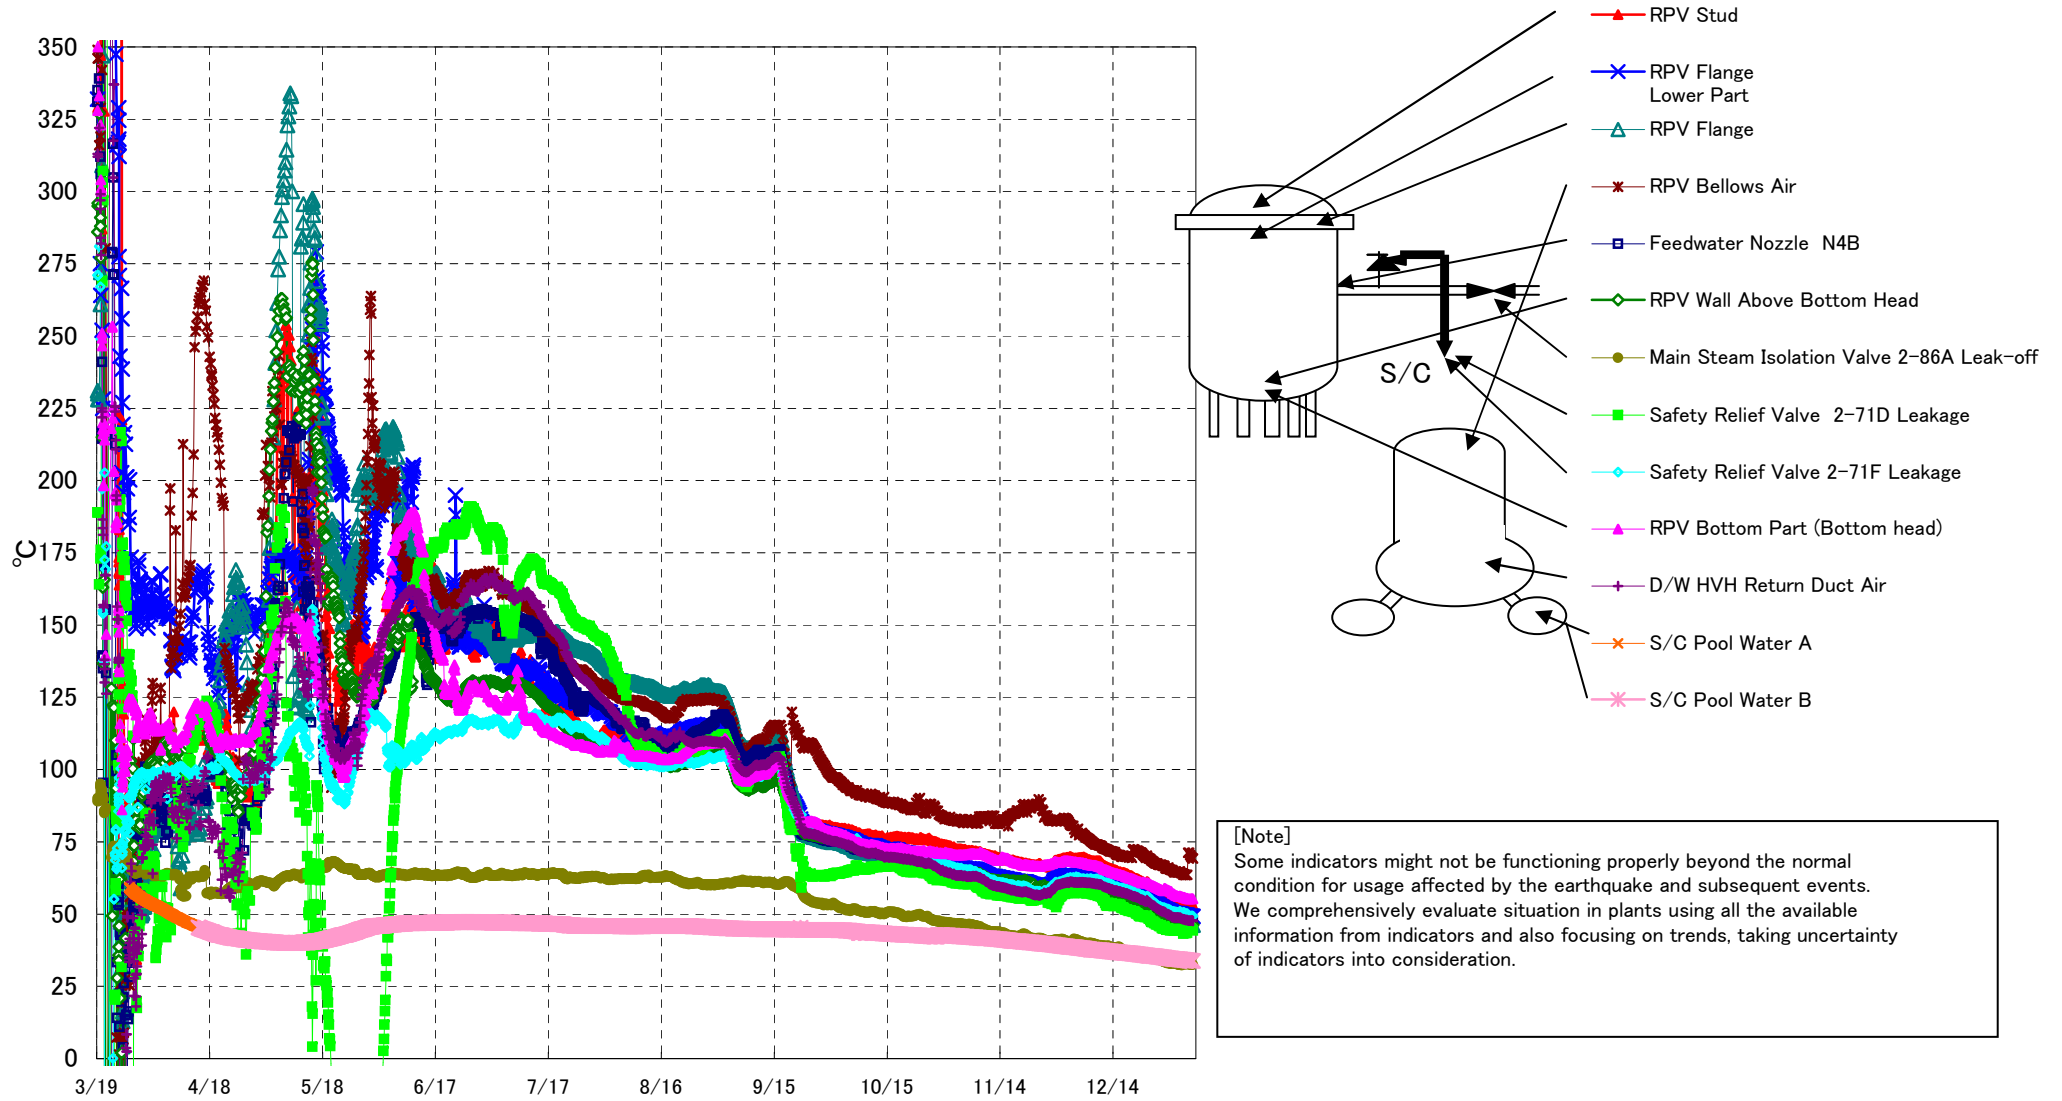 350
325
300
275
250
225
200
175
150
125
100
75
50
25
0
℃
3/19
4/18
5/18
6/17
7/17
8/16
9/15
10/15
11/14
12/14
RPV Stud
RPV Flange
Lower Part
RPV Flange
RPV Bellows Air
Feedwater Nozzle N4B
RPV Wall Above Bottom Head
Main Steam Isolation Valve 2-86A Leak-off
Safety Relief Valve 2-71D Leakage
Safety Relief Valve 2-71F Leakage
RPV Bottom Part (Bottom head)
D/W HVH Return Duct Air
S/C Pool Water A
S/C Pool Water B
S/C
[Note]
Some indicators might not be functioning properly beyond the normal
condition for usage affected by the earthquake and subsequent events.
We comprehensively evaluate situation in plants using all the available
information from indicators and also focusing on trends, taking uncertainty
of indicators into consideration.